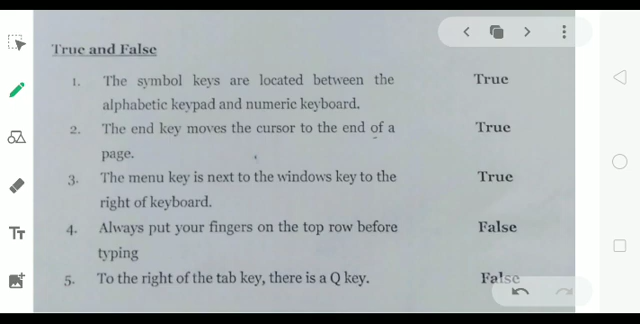 True and False
1. The symbol keys are located between the True
alphabetic keypad and numeric keyboard.
2. The end key moves the cursor to the end of a True
page.
3. The menu key is next to the windows key to the True
right of keyboard.
4. Always put your fingers on the top row before False
typing
5. To the right of the tab key, there is a Q key. False
Tт